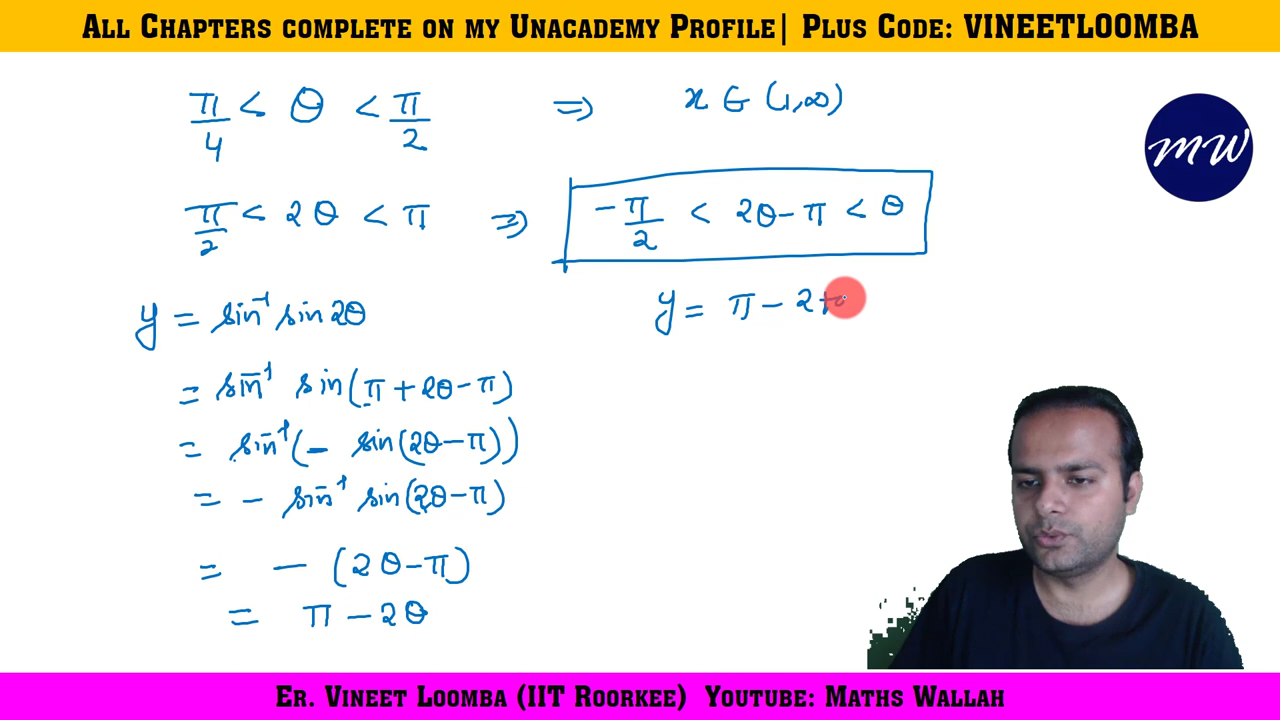 ALL CHAPTERS COMPLETE ON MY UNACADEMY PROFILE| PLUS CODE: VINEETLOOMBA
π/4 < θ < π/2 ⇒ x ∈ (1,∞)
MW
π/2 < 2θ < π ⇒ -π/2 < 2θ-π < θ
y = sin⁻¹ sin 2θ
y = π - 2
= sin⁻¹ sin(π + 2θ-π)
= sin⁻¹(- sin(2θ-π))
= - sin⁻¹ sin(2θ-π)
= - (2θ-π)
= π - 2θ
ER. VINEET LOOMBA (IIT ROORKEE) YOUTUBE: MATHS WALLAH